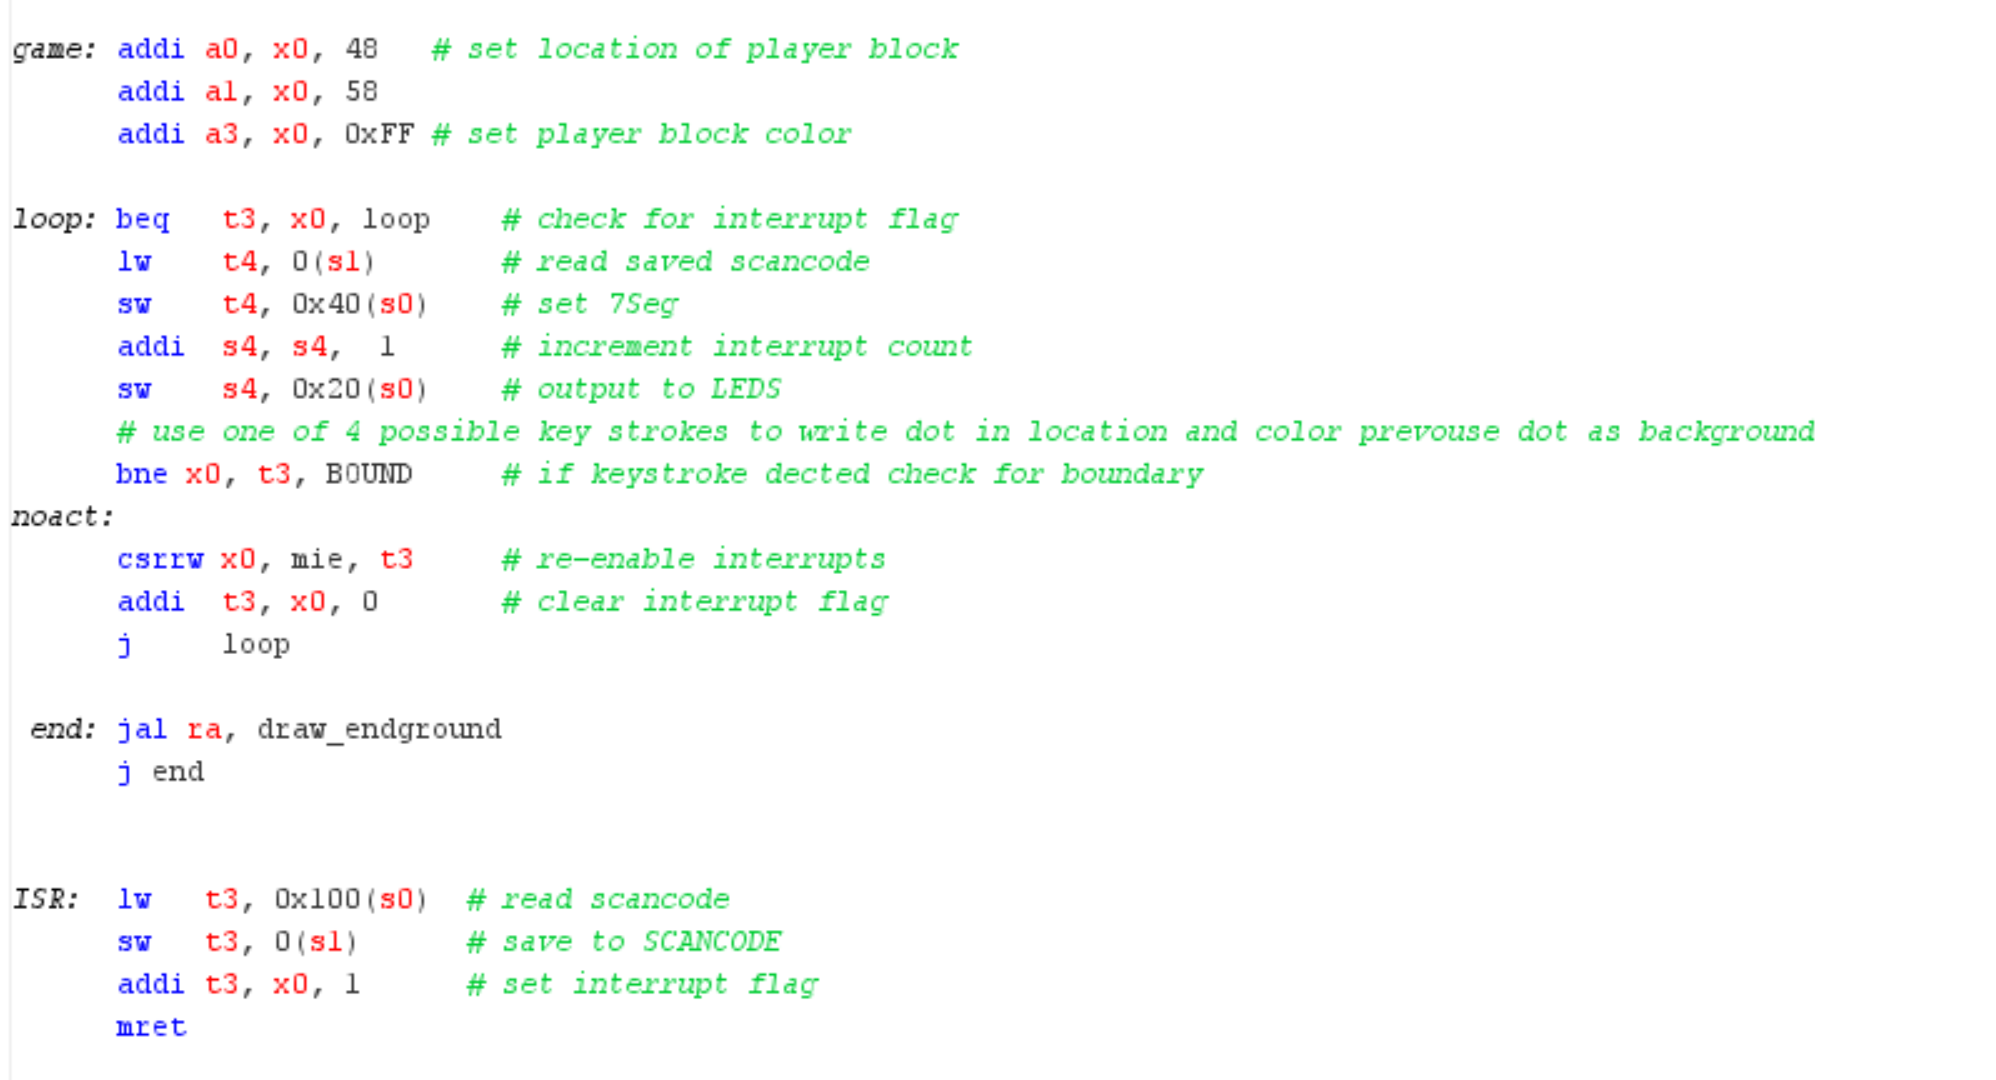 game: addi a0, x0, 48 # set location of player block
addi a1, x0, 58
addi a3, x0, 0xFF # set player block color
loop: beq t3, x0, loop # check for interrupt flag
lw t4, 0(s1) # read saved scancode
sw t4, 0x40(s0) # set 7Seg
addi s4, s4, 1 # increment interrupt count
sw s4, 0x20(s0) # output to LEDS
# use one of 4 possible key strokes to write dot in location and color prevouse dot as background
bne x0, t3, BOUND # if keystroke dected check for boundary
noact:
csrrw x0, mie, t3 # re-enable interrupts
addi t3, x0, 0 # clear interrupt flag
j loop
end: jal ra, draw_endground
j end
ISR: lw t3, 0x100(s0) # read scancode
sw t3, 0(s1) # save to SCANCODE
addi t3, x0, 1 # set interrupt flag
mret